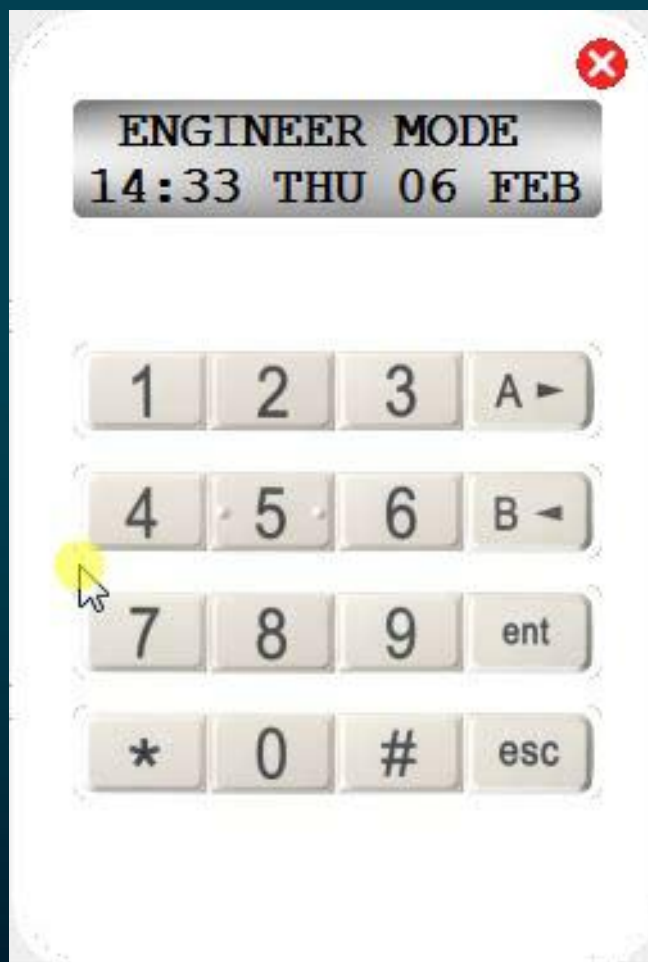 ENGINEER MODE
14:33 THU 06 FEB
1 2 3 A ►
4 5 6 B ◄
7 8 9 ent
* 0 # esc